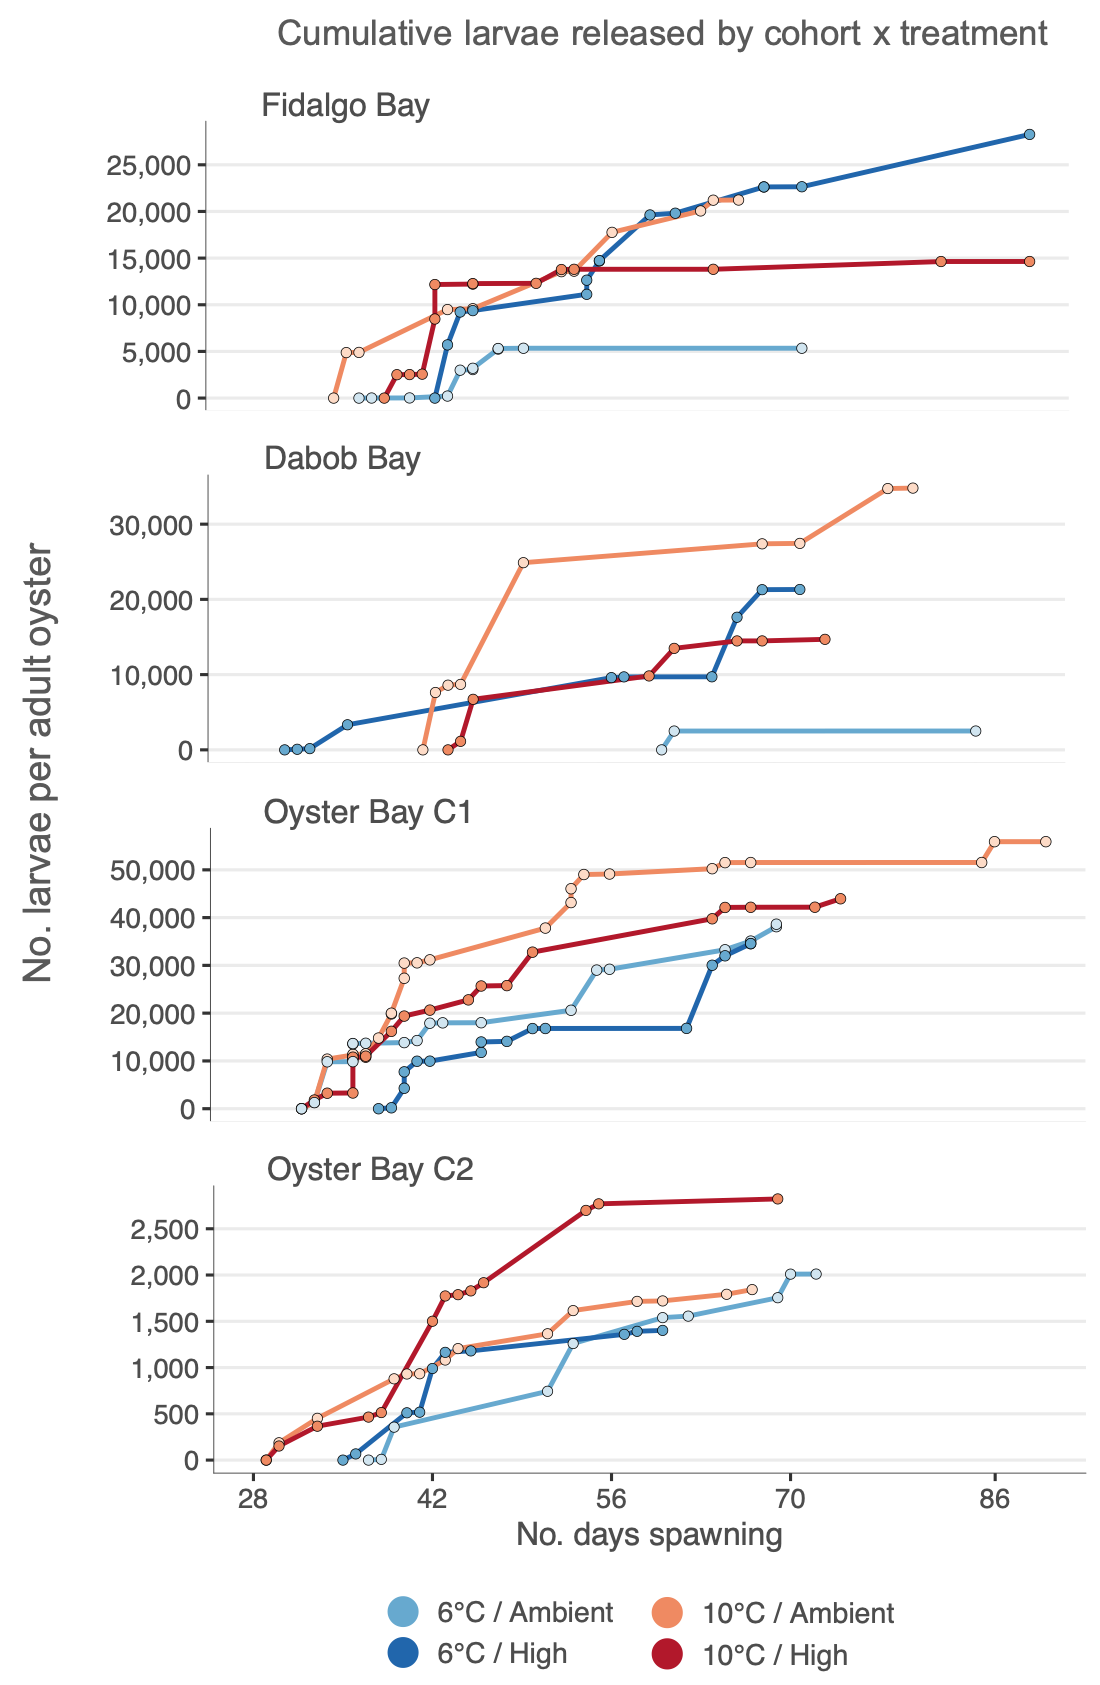 Cumulative larvae released by cohort x treatment
No. larvae per adult oyster
Fidalgo Bay
25,000
20,000
15,000
10,000
5,000
0
Dabob Bay
30,000
20,000
10,000
0
Oyster Bay C1
50,000
40,000
30,000
20,000
10,000
0
Oyster Bay C2
2,500
2,000
1,500
1,000
500
0
28 42 56 70 86
No. days spawning
6°C / Ambient 10°C / Ambient
6°C / High 10°C / High